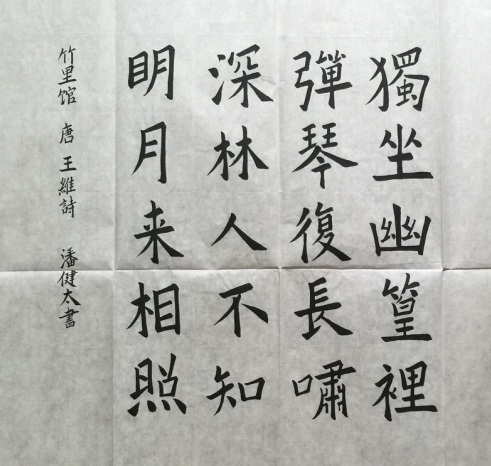 獨坐幽篁裡
彈琴復長嘯
深林人不知
明月来相照
竹里馆 唐 王維詩 潘健太書